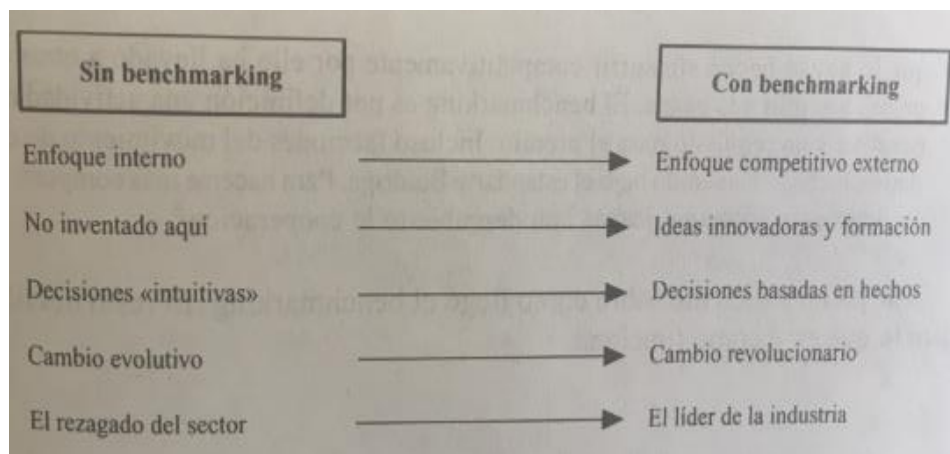 Sin benchmarking Con benchmarking
Enfoque interno Enfoque competitivo externo
No inventado aquí Ideas innovadoras y formación
Decisiones «intuitivas» Decisiones basadas en hechos
Cambio evolutivo Cambio revolucionario
El rezagado del sector El líder de la industria